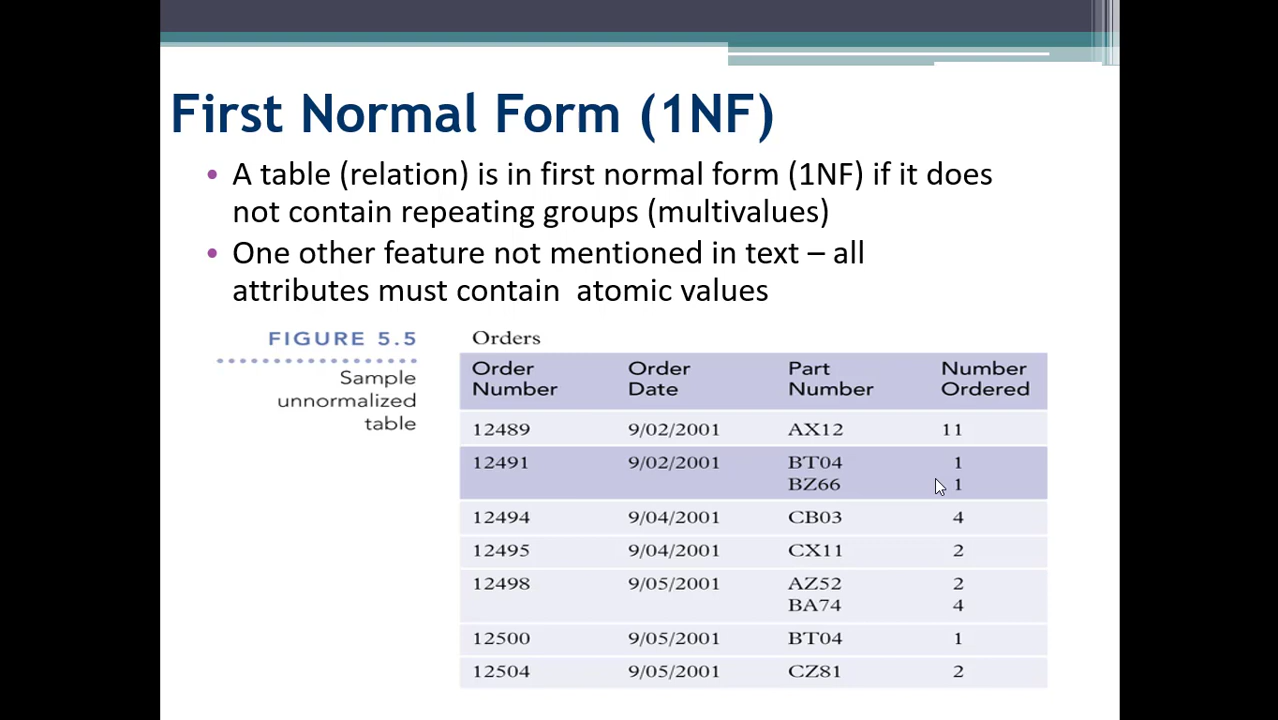 First Normal Form (1NF)
• A table (relation) is in first normal form (1NF) if it does
not contain repeating groups (multivalues)
• One other feature not mentioned in text – all
attributes must contain atomic values
FIGURE 5.5
Sample
unnormalized
table
Orders
Order Number Order Date Part Number Number Ordered
12489 9/02/2001 AX12 11
12491 9/02/2001 BT04 1
BZ66 1
12494 9/04/2001 CB03 4
12495 9/04/2001 CX11 2
12498 9/05/2001 AZ52 2
BA74 4
12500 9/05/2001 BT04 1
12504 9/05/2001 CZ81 2